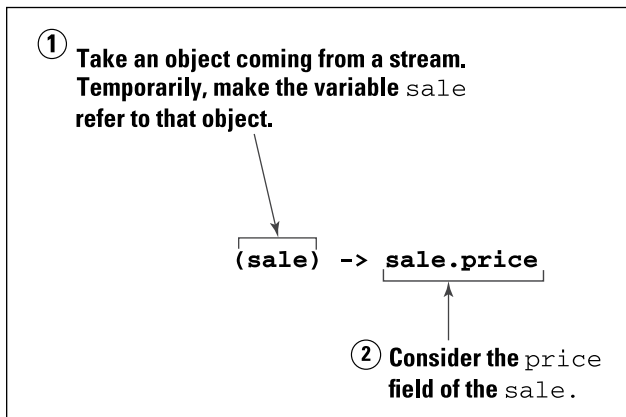 1 Take an object coming from a stream.
Temporarily, make the variable sale
refer to that object.
(sale) -> sale.price
2 Consider the price
field of the sale.